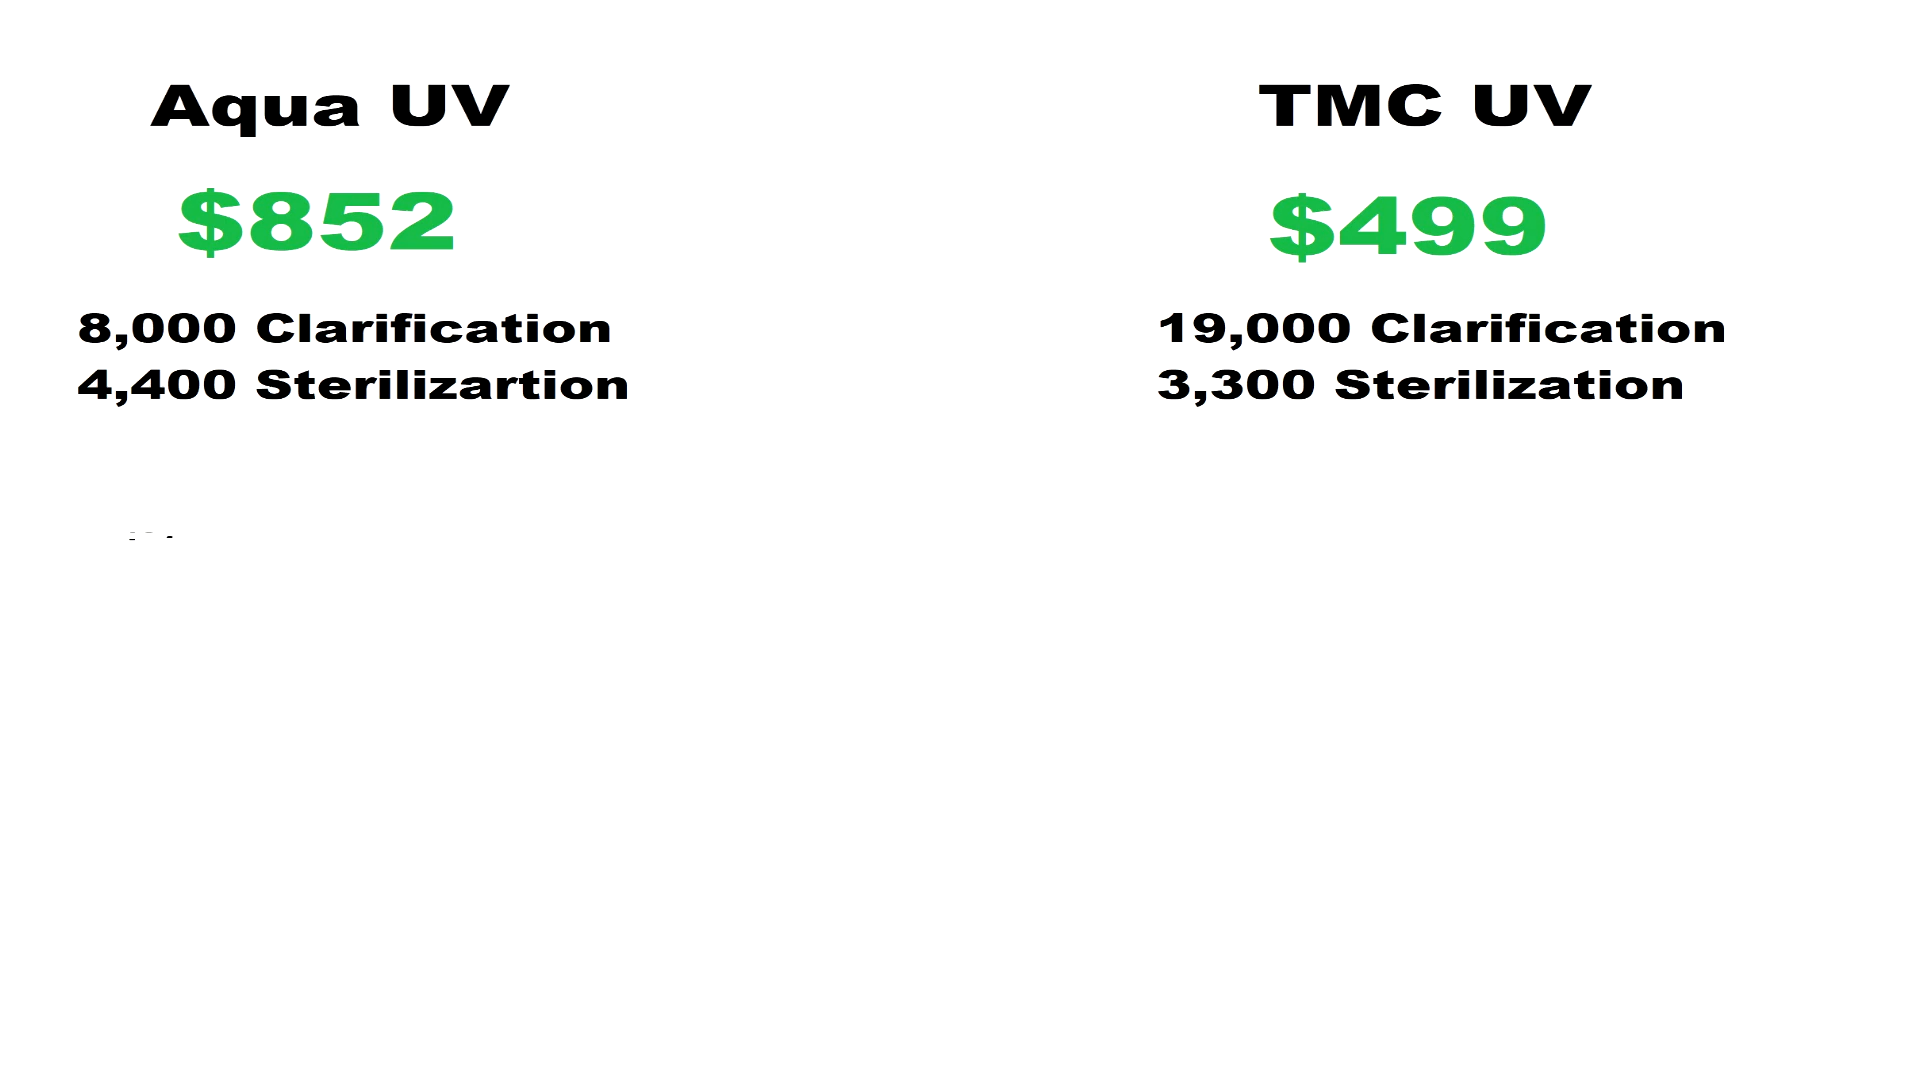 Aqua UV
$852
8,000 Clarification
4,400 Sterilizartion
TMC UV
$499
19,000 Clarification
3,300 Sterilization